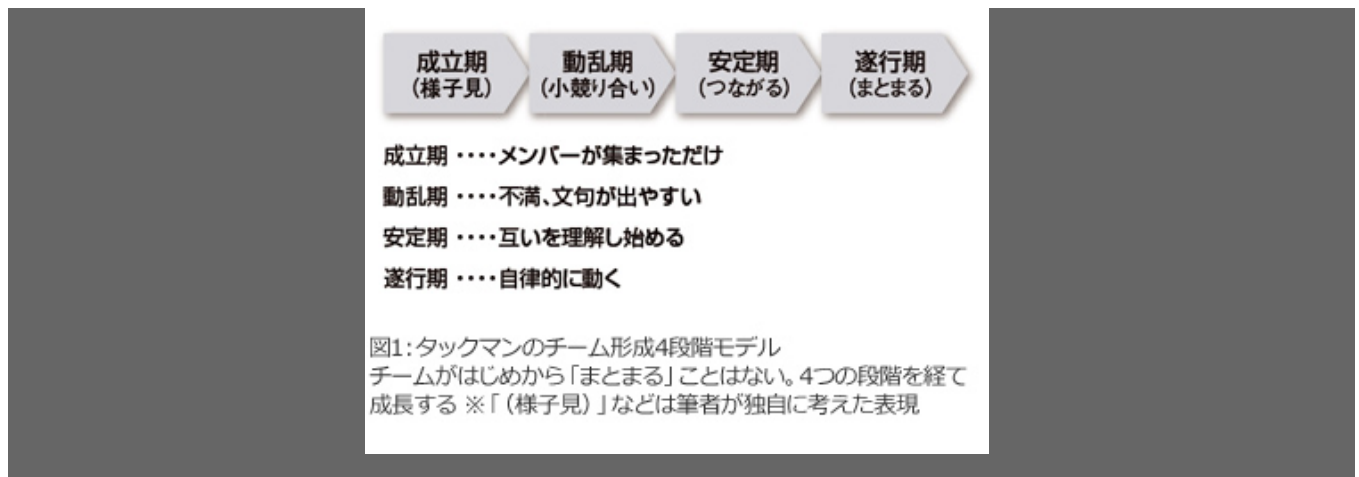 成立期
(様子見)
動乱期
(小競り合い)
安定期
(つながる)
遂行期
(まとまる)
成立期 ････メンバーが集まっただけ
動乱期 ････不満、文句が出やすい
安定期 ････互いを理解し始める
遂行期 ････自律的に動く
図1:タックマンのチーム形成4段階モデル
チームがはじめから「まとまる」ことはない。4つの段階を経て
成長する ※「(様子見)」などは筆者が独自に考えた表現